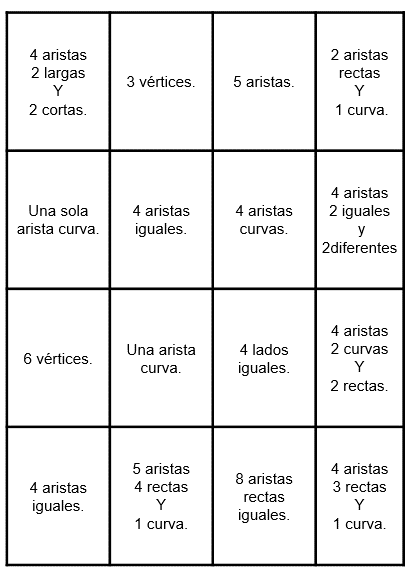 4 aristas
2 largas
Y
2 cortas.
3 vértices.
5 aristas.
2 aristas
rectas
Y
1 curva.
Una sola
arista curva.
4 aristas
iguales.
4 aristas
curvas.
4 aristas
2 iguales
y
2diferentes
6 vértices.
Una arista
curva.
4 lados
iguales.
4 aristas
2 curvas
Y
2 rectas.
4 aristas
iguales.
5 aristas
4 rectas
Y
1 curva.
8 aristas
rectas
iguales.
4 aristas
3 rectas
Y
1 curva.